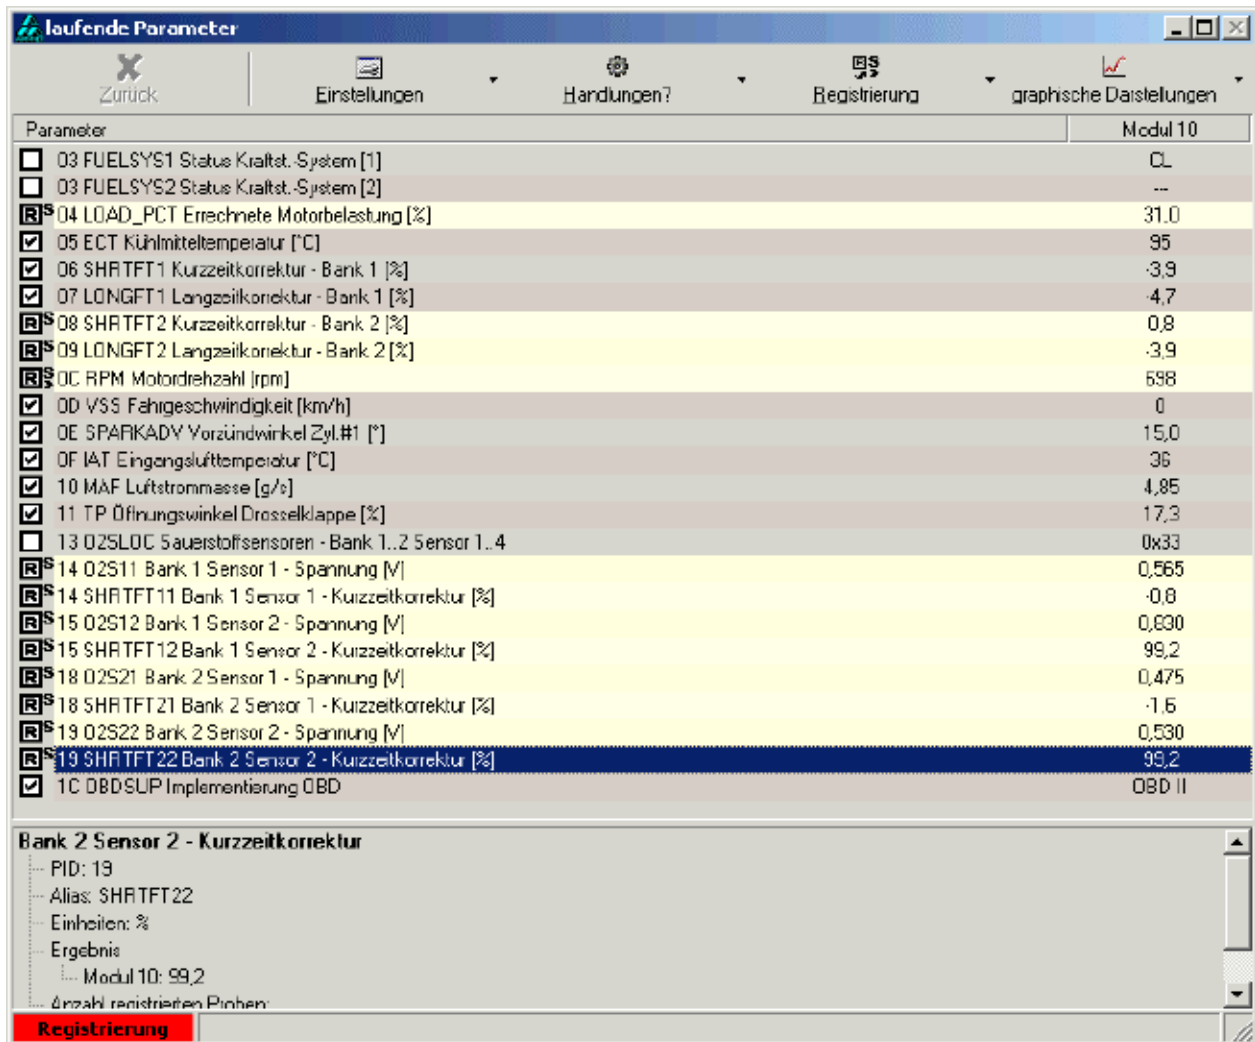 laufende Parameter
Zurück Einstellungen Handlungen? Registrierung graphische Darstellungen
Parameter Modul 10
03 FUELSYS1 Status Kraftst.-System [1] CL
03 FUELSYS2 Status Kraftst.-System [2] ---
04 LOAD_PCT Errechnete Motorbelastung [%] 31,0
05 ECT Kühlmitteltemperatur [°C] 95
06 SHRTFT1 Kurzzeitkorrektur - Bank 1 [%] -3,9
07 LONGFT1 Langzeitkorrektur - Bank 1 [%] -4,7
08 SHRTFT2 Kurzzeitkorrektur - Bank 2 [%] 0,8
09 LONGFT2 Langzeitkorrektur - Bank 2 [%] -3,9
0C RPM Motordrehzahl [rpm] 698
0D VSS Fahrgeschwindigkeit [km/h] 0
0E SPARKADV Vorzündwinkel Zyl.#1 [°] 15,0
0F IAT Eingangslufttemperatur [°C] 36
10 MAF Luftstrommasse [g/s] 4,85
11 TP Öffnungswinkel Drosselklappe [%] 17,3
13 O2SLOC Sauerstoffsensoren - Bank 1..2 Sensor 1..4 0x33
14 O2S11 Bank 1 Sensor 1 - Spannung [V] 0,565
14 SHRTFT11 Bank 1 Sensor 1 - Kurzzeitkorrektur [%] -0,8
15 O2S12 Bank 1 Sensor 2 - Spannung [V] 0,830
15 SHRTFT12 Bank 1 Sensor 2 - Kurzzeitkorrektur [%] 99,2
18 O2S21 Bank 2 Sensor 1 - Spannung [V] 0,475
18 SHRTFT21 Bank 2 Sensor 1 - Kurzzeitkorrektur [%] -1,6
19 O2S22 Bank 2 Sensor 2 - Spannung [V] 0,530
19 SHRTFT22 Bank 2 Sensor 2 - Kurzzeitkorrektur [%] 99,2
1C OBDSUP Implementierung OBD OBD II
Bank 2 Sensor 2 - Kurzzeitkorrektur
PID: 19
Alias: SHRTFT22
Einheiten: %
Ergebnis
Modul 10: 99,2
Anzahl registrierten Proben:
Registrierung